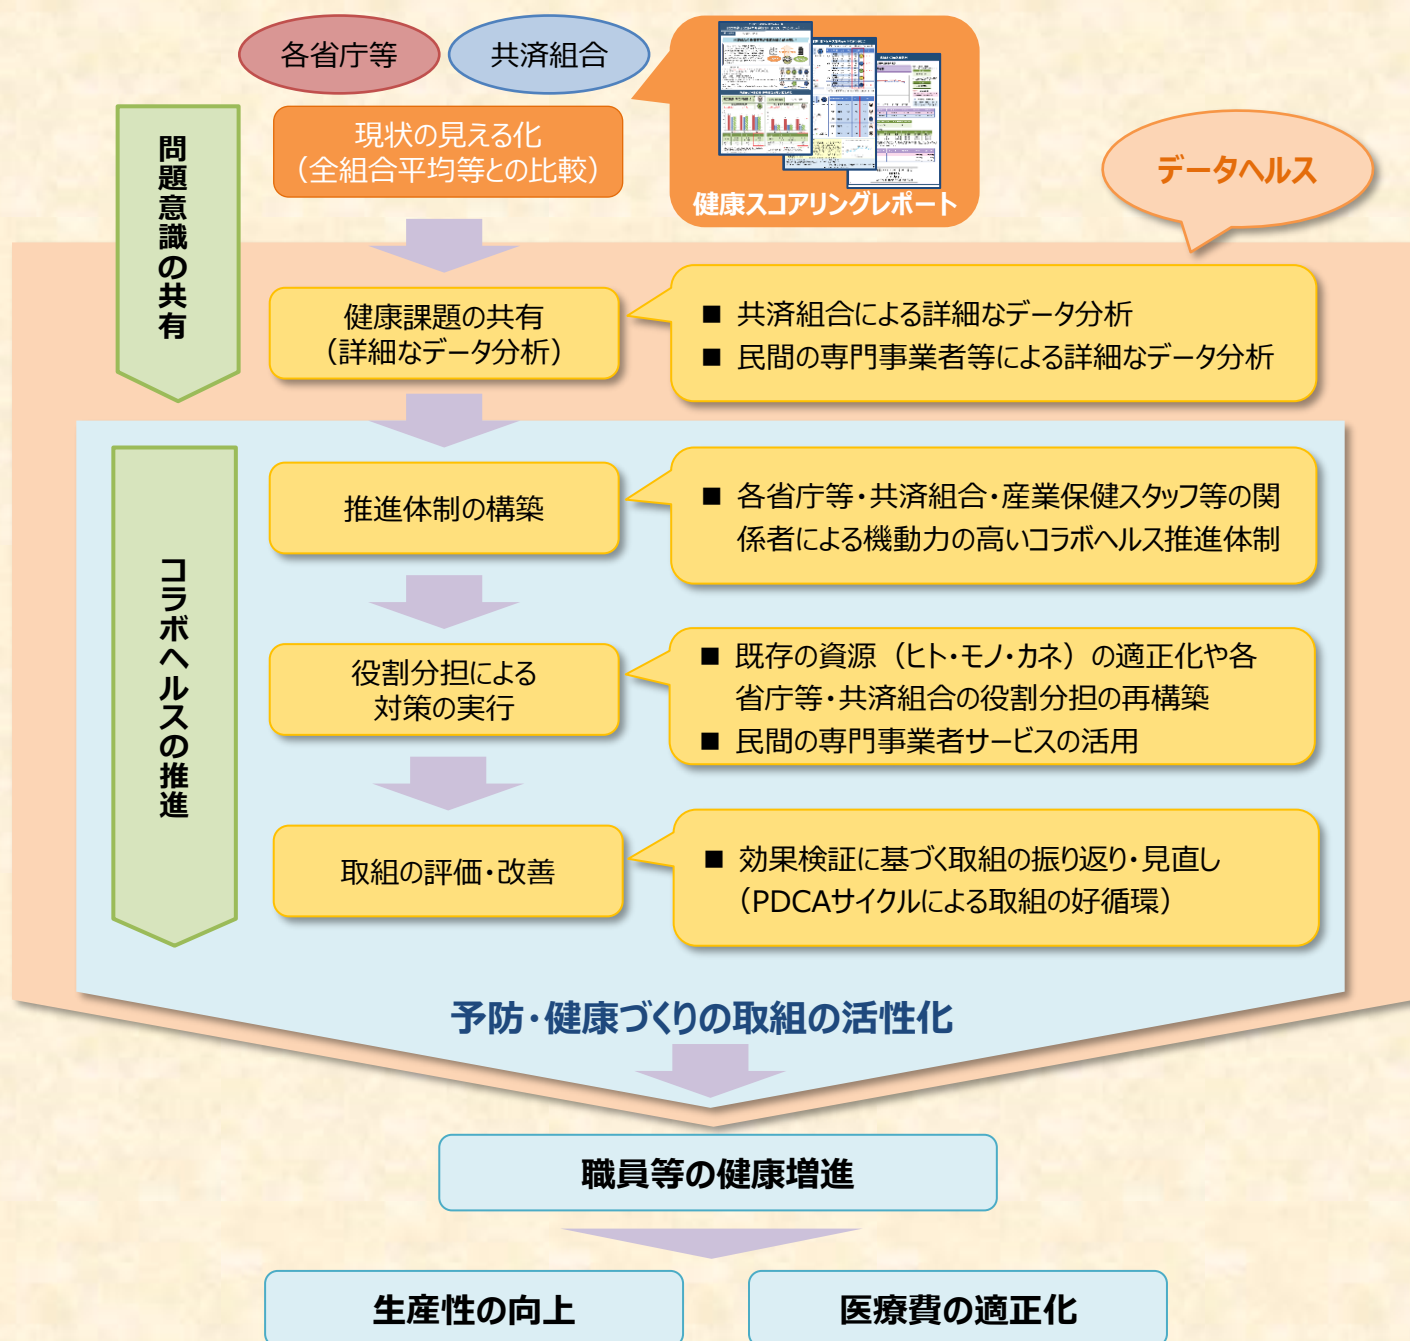 各省庁等
共済組合
現状の見える化
（全組合平均等との比較）
健康スコアリングレポート
データヘルス
問題意識の共有
健康課題の共有
（詳細なデータ分析）
■ 共済組合による詳細なデータ分析
■ 民間の専門事業者等による詳細なデータ分析
コラボヘルスの推進
推進体制の構築
■ 各省庁等・共済組合・産業保健スタッフ等の関
係者による機動力の高いコラボヘルス推進体制
役割分担による
対策の実行
■ 既存の資源（ヒト・モノ・カネ）の適正化や各
省庁等・共済組合の役割分担の再構築
■ 民間の専門事業者サービスの活用
取組の評価・改善
■ 効果検証に基づく取組の振り返り・見直し
（PDCAサイクルによる取組の好循環）
予防・健康づくりの取組の活性化
職員等の健康増進
生産性の向上
医療費の適正化